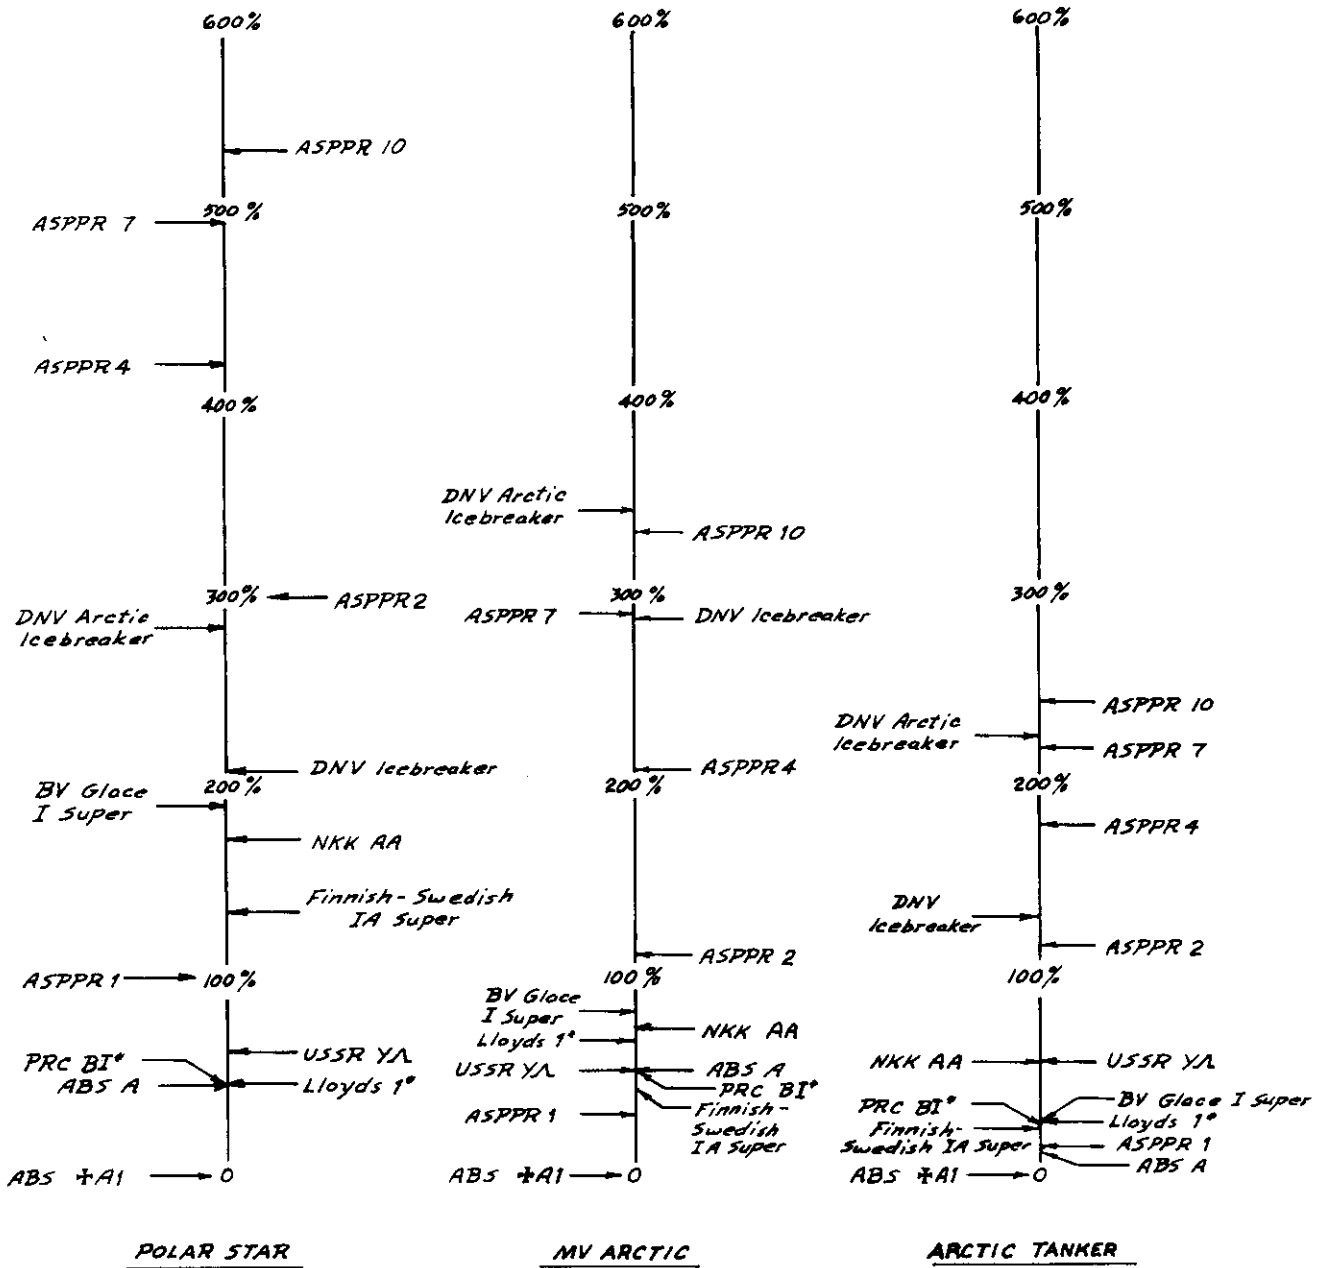 600%
ASPPR 10
500%
ASPPR 7
ASPPR 4
400%
300%
ASPPR 2
DNV Arctic
Icebreaker
DNV Icebreaker
200%
BV Glace
I Super
NKK AA
Finnish-Swedish
IA Super
ASPPR 1
100%
USSR УЛ
PRC BI*
ABS A
Lloyds 1*
ABS ✠A1
0
POLAR STAR
600%
500%
400%
DNV Arctic
Icebreaker
ASPPR 10
300%
ASPPR 7
DNV Icebreaker
ASPPR 4
200%
ASPPR 2
100%
BV Glace
I Super
NKK AA
Lloyds 1*
USSR УЛ
ABS A
PRC BI*
Finnish-
Swedish
IA Super
ASPPR 1
ABS ✠A1
0
MV ARCTIC
600%
500%
400%
300%
ASPPR 10
DNV Arctic
Icebreaker
ASPPR 7
200%
ASPPR 4
DNV
Icebreaker
ASPPR 2
100%
NKK AA
USSR УЛ
BV Glace I Super
PRC BI*
Lloyds 1*
Finnish-
Swedish IA Super
ASPPR 1
ABS A
ABS ✠A1
0
ARCTIC TANKER